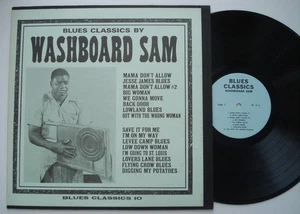 BLUES CLASSICS BY
WASHBOARD SAM
MAMA DON'T ALLOW
JESSE JAMES BLUES
MAMA DON'T ALLOW #2
BIG WOMAN
WE GONNA MOVE
BACK DOOR
LOWLAND BLUES
OUT WITH THE WRONG WOMAN
SAVE IT FOR ME
I'M ON MY WAY
LEVEE CAMP BLUES
LOW DOWN WOMAN
I'M GOING TO ST. LOUIS
LOVERS LANE BLUES
FLYING CROW BLUES
DIGGING MY POTATOES
BLUES CLASSICS 10
BLUES
CLASSICS
WASHBOARD SAM